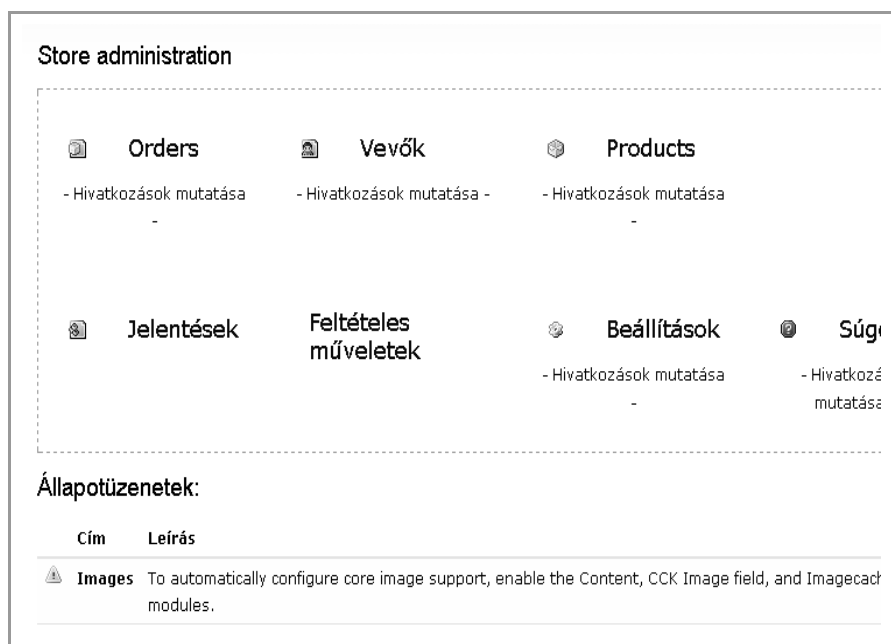 Store administration
Orders Vevők Products
- Hivatkozások mutatása - Hivatkozások mutatása - - Hivatkozások mutatása
- -
Jelentések Feltételes Beállítások
műveletek
- Hivatkozások mutatása
- mutatása
Állapotüzenetek:
Cím Leírás
Images To automatically configure core image support, enable the Content, CCK Image field, and
modules.